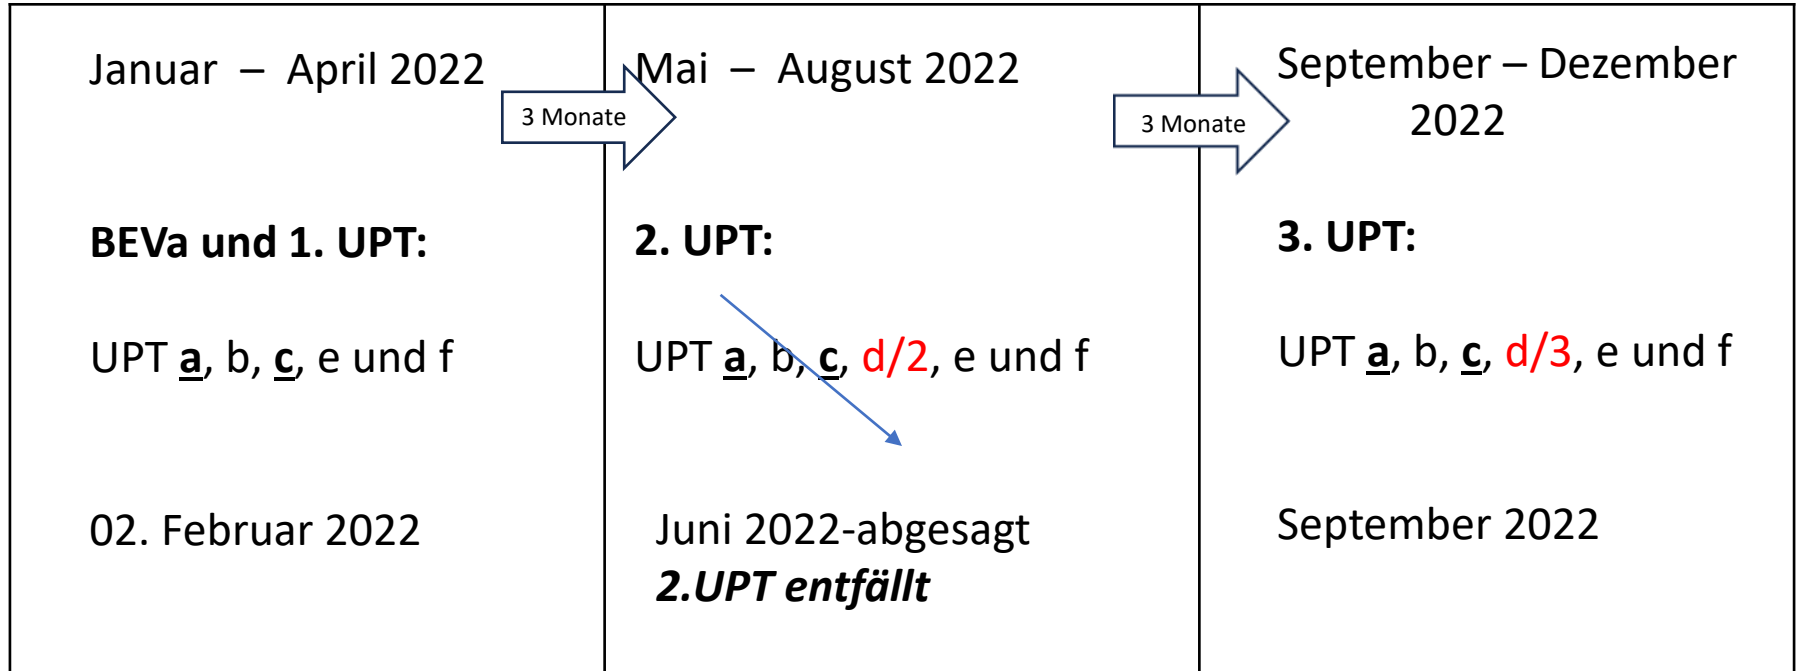 Januar – April 2022
3 Monate
BEVa und 1. UPT:
UPT a, b, c, e und f
02. Februar 2022
Mai – August 2022
3 Monate
2. UPT:
UPT a, b, c, d/2, e und f
Juni 2022-abgesagt
2.UPT entfällt
September – Dezember
2022
3. UPT:
UPT a, b, c, d/3, e und f
September 2022